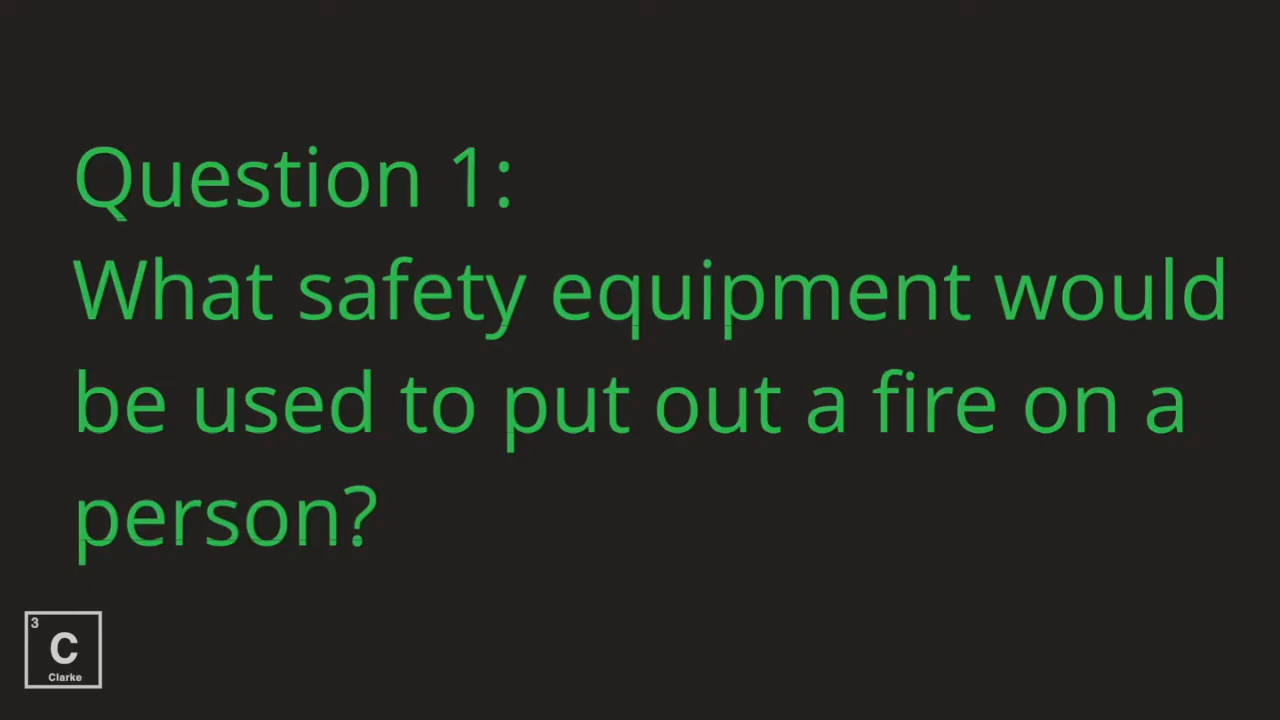 Question 1:
What safety equipment would
be used to put out a fire on a
person?
3
C
Clarke